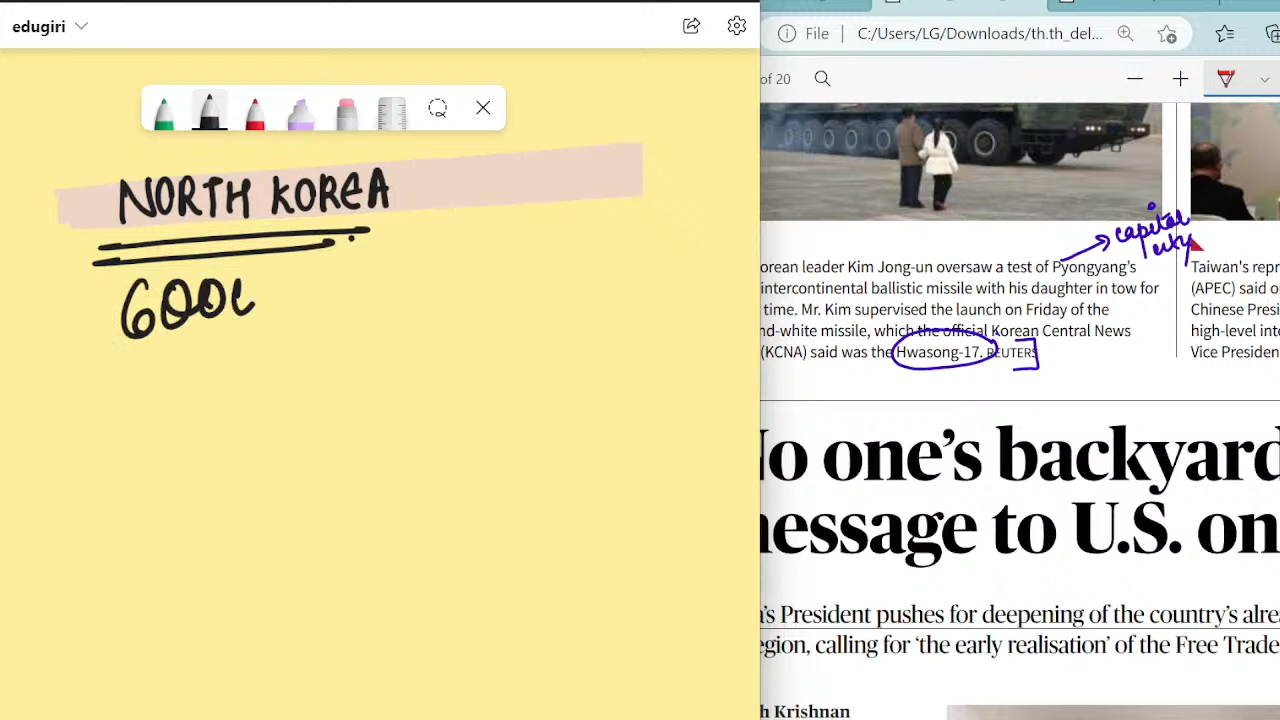 edugiri
File
C:/Users/LG/Downloads/th.th_del...
of 20
NORTH KOREA
capital
city
orean leader Kim Jong-un oversaw a test of Pyongyang's
intercontinental ballistic missile with his daughter in tow for
time. Mr. Kim supervised the launch on Friday of the
nd-white missile, which the official Korean Central News
(KCNA) said was the Hwasong-17. REUTERS
Taiwan's repr
(APEC) said o
Chinese Presi
high-level inte
Vice Presiden
No one's backyard
message to U.S. on
a's President pushes for deepening of the country's alre
egion, calling for 'the early realisation' of the Free Trade
h Krishnan